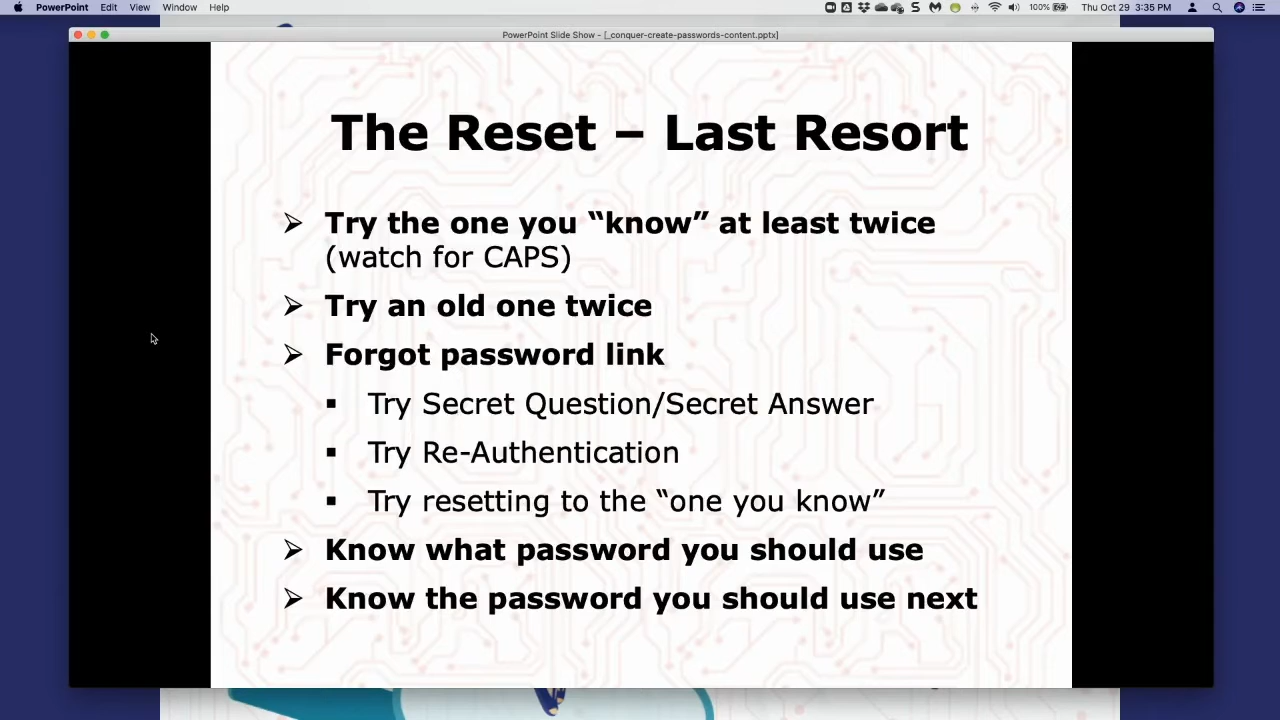 PowerPoint Edit View Window Help 100% Thu Oct 29 3:35 PM
PowerPoint Slide Show - [_conquer-create-passwords-content.pptx]
The Reset – Last Resort
Try the one you “know” at least twice
(watch for CAPS)
Try an old one twice
Forgot password link
Try Secret Question/Secret Answer
Try Re-Authentication
Try resetting to the “one you know”
Know what password you should use
Know the password you should use next